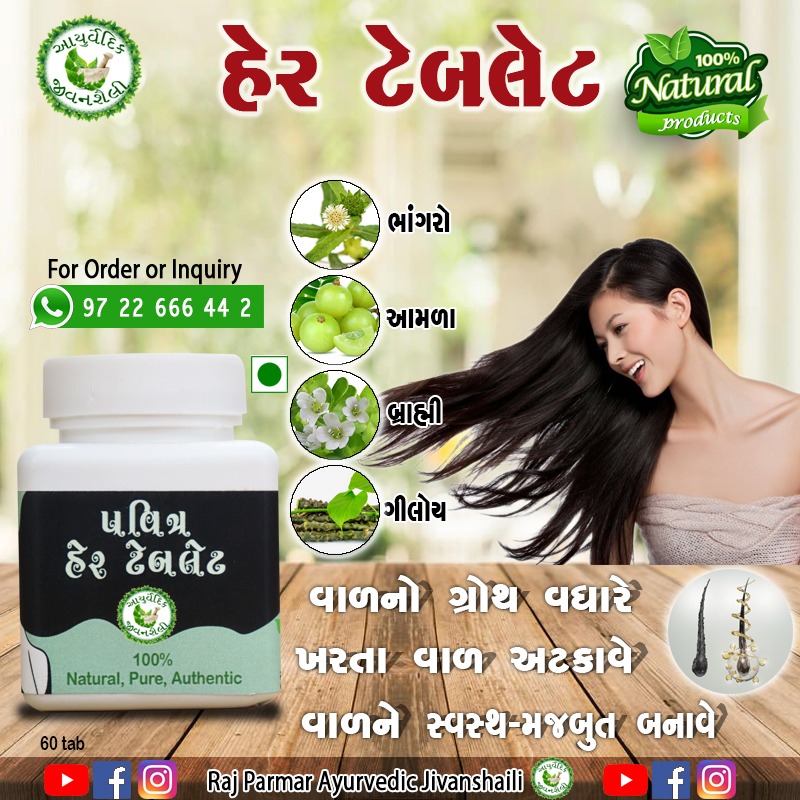 આયુર્વેદિક
જીવનશૈલી
હેર ટેબલેટ
100%
Natural
products
ભાંગરો
For Order or Inquiry
97 22 666 44 2
આમળા
બ્રાહ્મી
ગીલોય
પવિત્ર
હેર ટેબલેટ
આયુર્વેદિક
જીવનશૈલી
100%
Natural, Pure, Authentic
વાળનો ગ્રોથ વધારે
ખરતા વાળ અટકાવે
વાળને સ્વસ્થ-મજબુત બનાવે
60 tab
Raj Parmar Ayurvedic Jivanshaili
આયુર્વેદિક
જીવનશૈલી